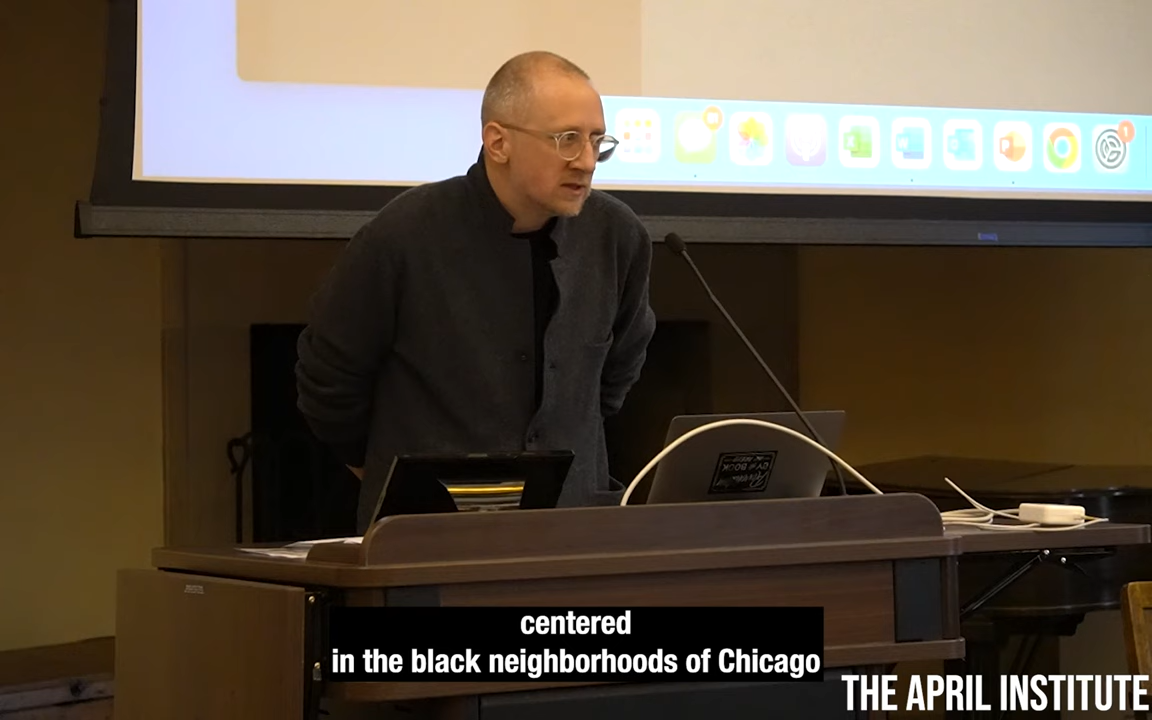 centered
in the black neighborhoods of Chicago
THE APRIL INSTITUTE